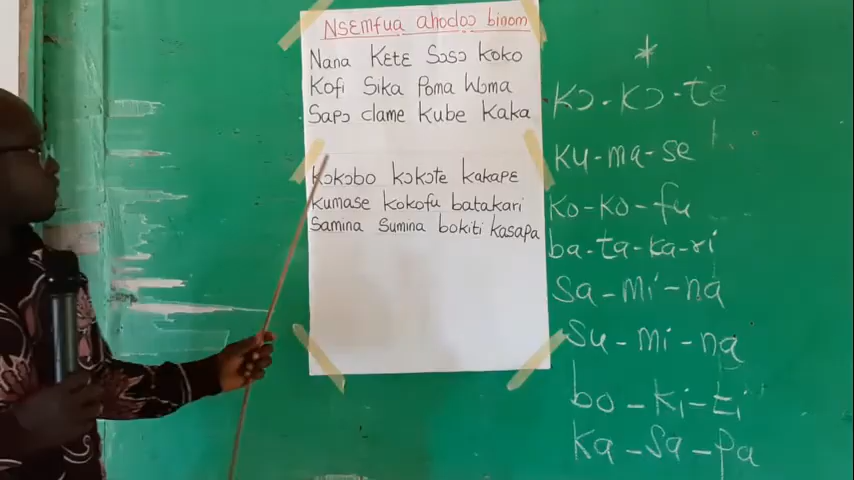 Nsɛmfua ahodoɔ binom
Nana Kɛtɛ Sɔsɔ Koko
Kofi Sika Poma Wɔma
Sapɔ dame Kube Kaka
kɔkɔbo kɔkɔte kakapɛ
kumase kokofu batakari
Samina Sumina bokiti kasapa
*
Kɔ-kɔ-te
Ku-ma-se
Ko-ko-fu
ba-ta-ka-ri
Sa-mi-na
Su-mi-na
bo-ki-ti
Ka-sa-pa